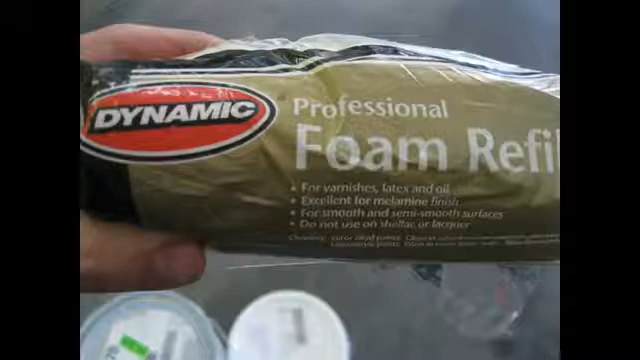 DYNAMIC
Professional
Foam Refil
• For varnishes, latex and oil
• Excellent for melamine finish
• For smooth and semi-smooth surfaces
• Do not use on shellac or lacquer